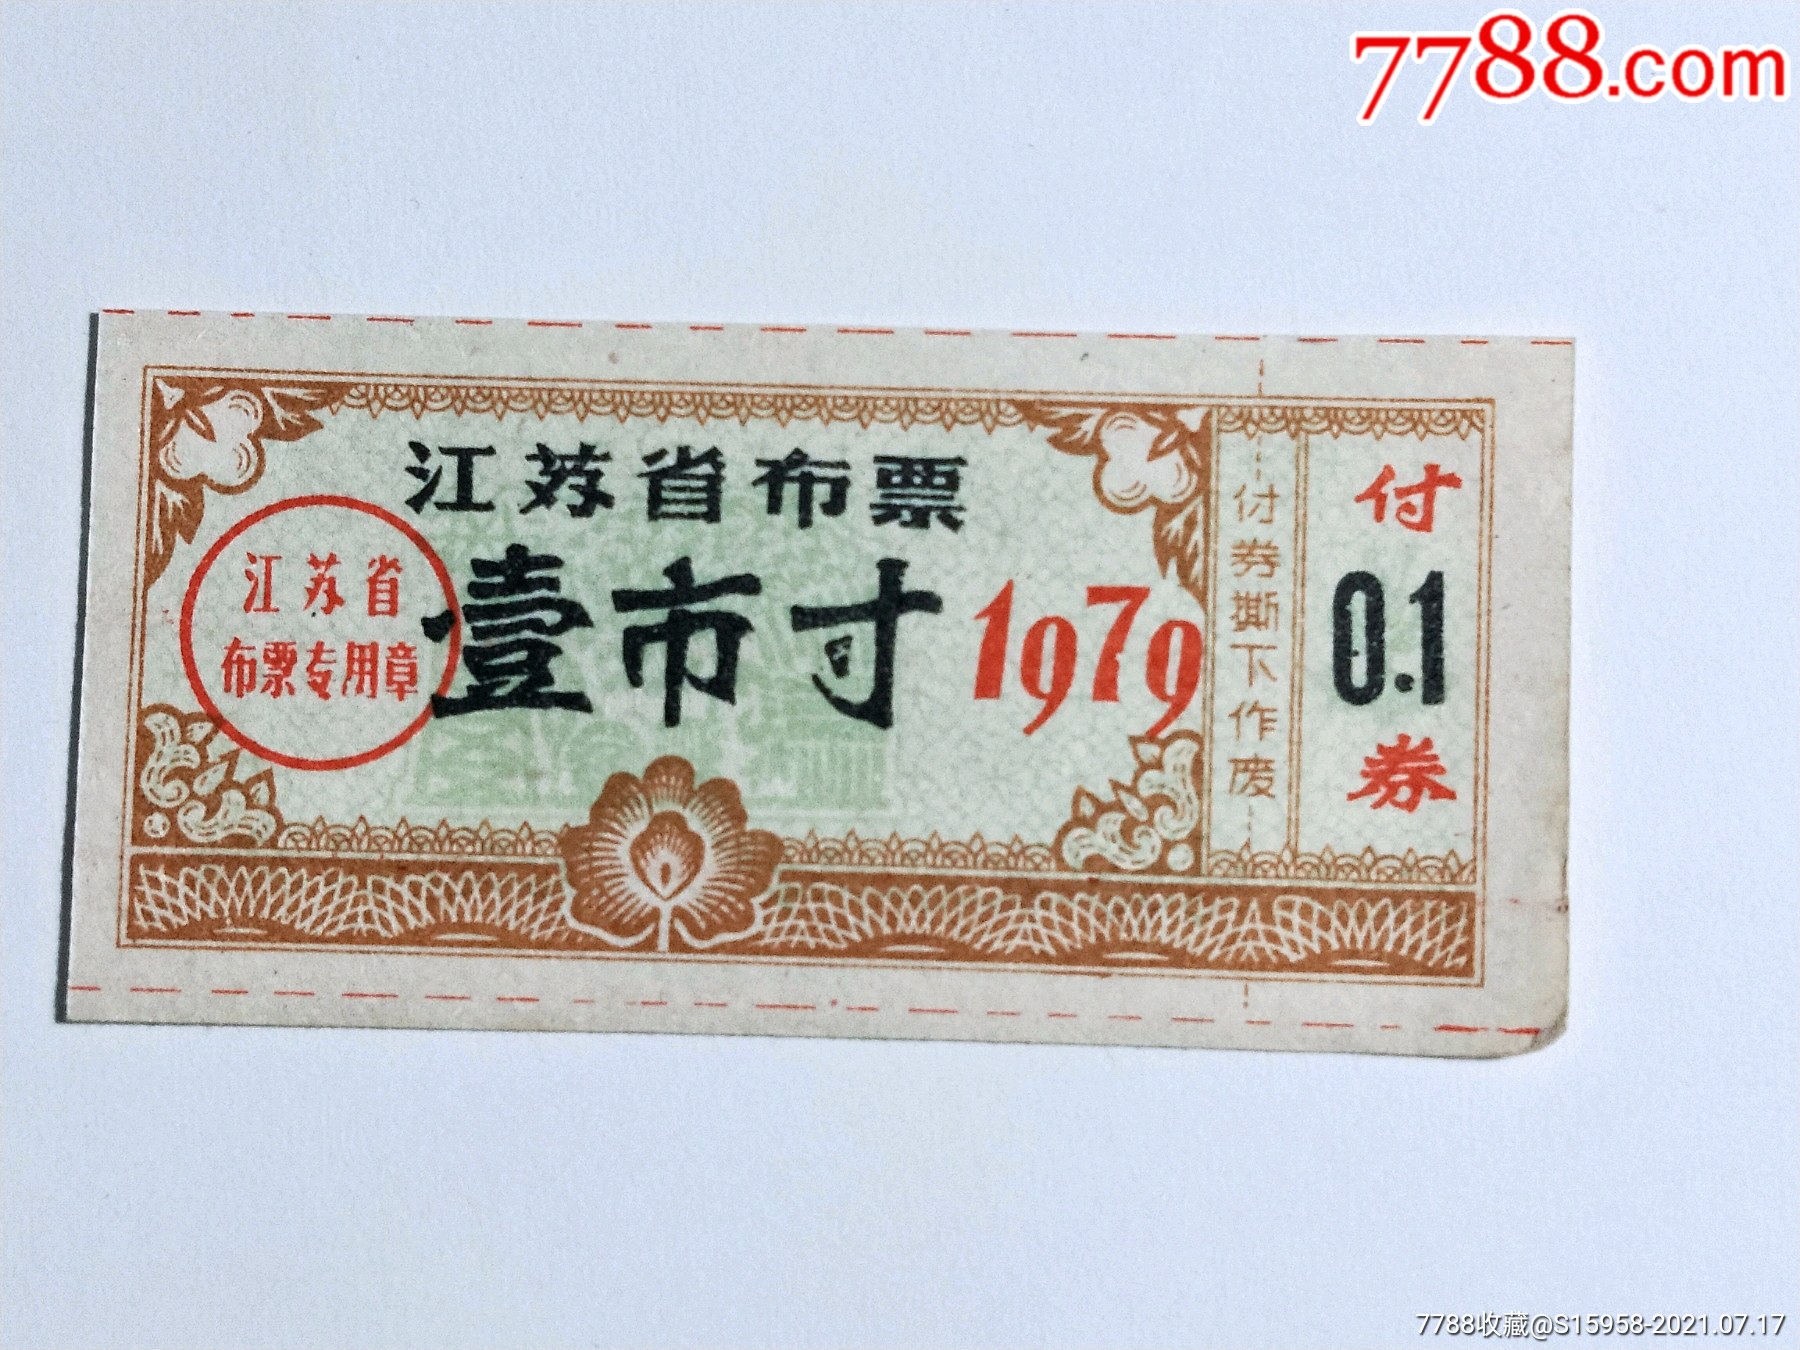 7788.com
江苏省布票
江苏省
布票专用章
壹市寸
1979
付券撕下作废
付
0.1
券
7788收藏@S15958-2021.07.17